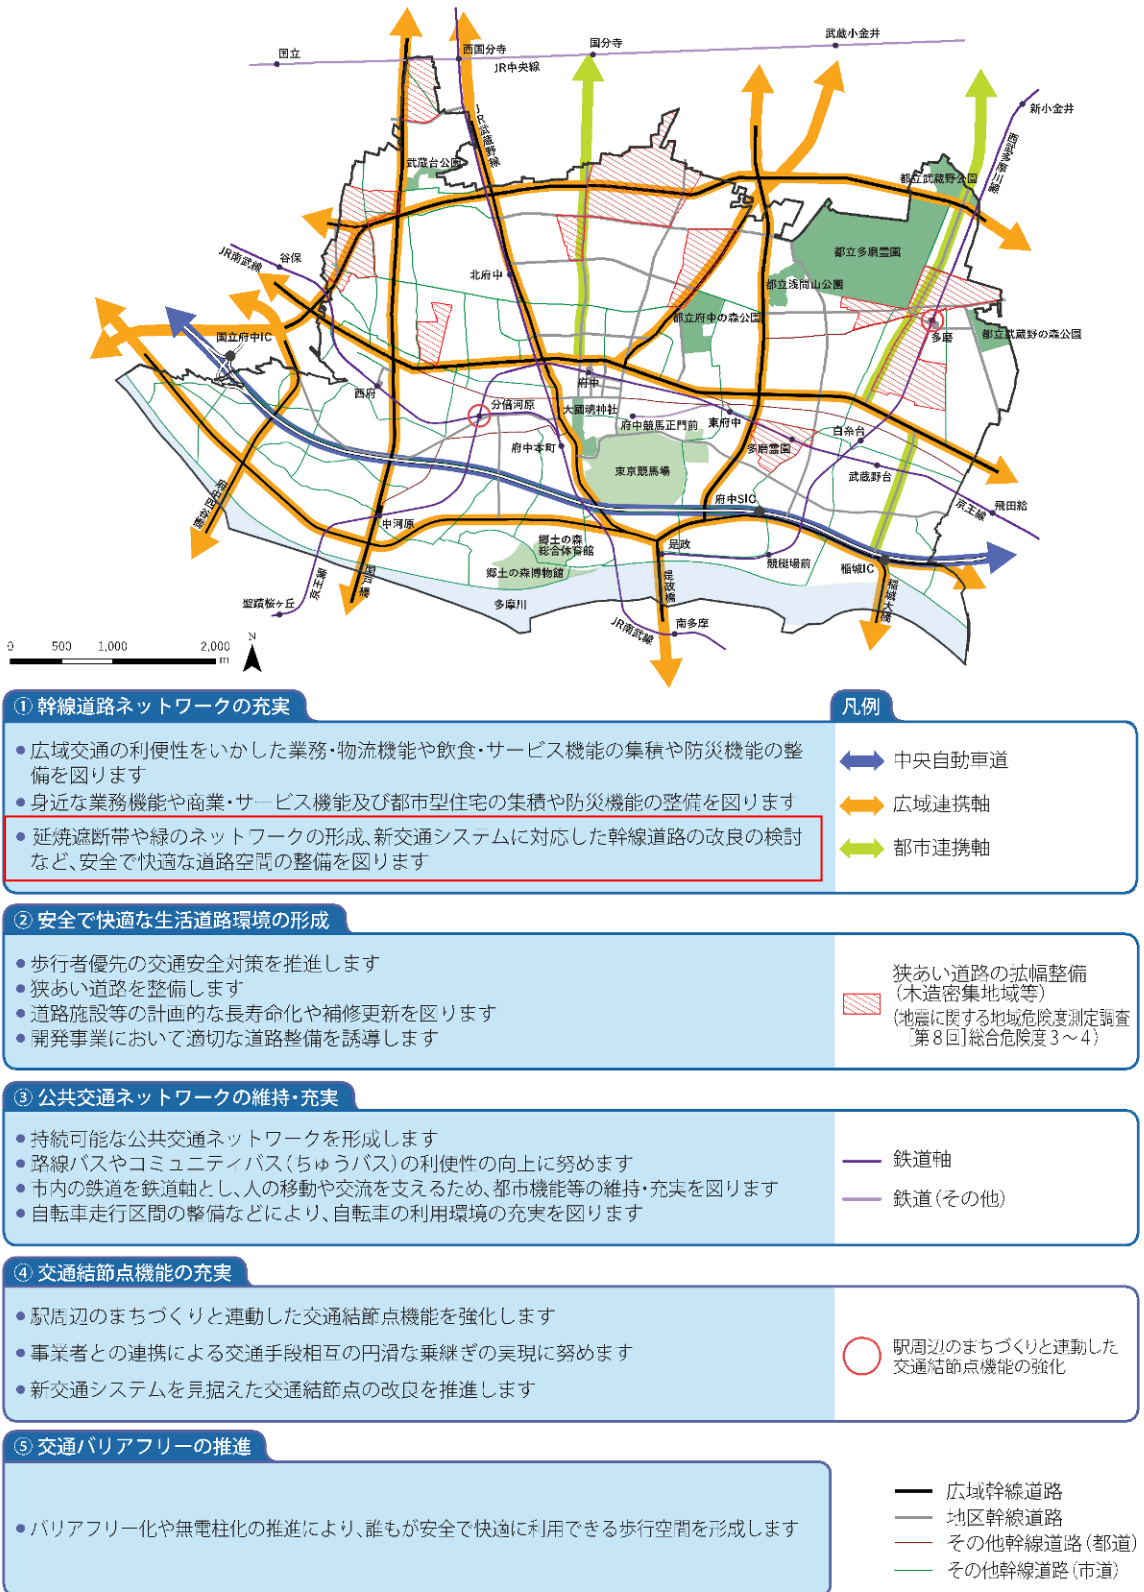 国立
西国分寺
国分寺
武蔵小金井
JR中央線
新小金井
JR武蔵野線
西武多摩川線
武蔵台公園
都立武蔵野公園
JR南武線
谷保
北府中
都立多磨霊園
都立浅間山公園
都立府中の森公園
多磨
都立武蔵野の森公園
国立府中IC
西府
分倍河原
府中
大國魂神社
府中競馬正門前
東府中
府中本町
多磨霊園
白糸台
武蔵野台
東京競馬場
府中SIC
京王線
飛田給
府中四谷橋
中河原
郷土の森
総合体育館
是政
競艇場前
稲城IC
郷土の森博物館
関戸橋
是政橋
稲城大橋
聖蹟桜ヶ丘
京王線
多摩川
JR南武線
南多摩
0 500 1,000 2,000
m
N
① 幹線道路ネットワークの充実
凡例
● 広域交通の利便性をいかした業務・物流機能や飲食・サービス機能の集積や防災機能の整
備を図ります
● 身近な業務機能や商業・サービス機能及び都市型住宅の集積や防災機能の整備を図ります
● 延焼遮断帯や緑のネットワークの形成、新交通システムに対応した幹線道路の改良の検討
など、安全で快適な道路空間の整備を図ります
中央自動車道
広域連携軸
都市連携軸
② 安全で快適な生活道路環境の形成
● 歩行者優先の交通安全対策を推進します
● 狭あい道路を整備します
● 道路施設等の計画的な長寿命化や補修更新を図ります
● 開発事業において適切な道路整備を誘導します
狭あい道路の拡幅整備
(木造密集地域等)
(地震に関する地域危険度測定調査
[第8回]総合危険度3～4)
③ 公共交通ネットワークの維持・充実
● 持続可能な公共交通ネットワークを形成します
● 路線バスやコミュニティバス(ちゅうバス)の利便性の向上に努めます
● 市内の鉄道を鉄道軸とし、人の移動や交流を支えるため、都市機能等の維持・充実を図ります
● 自転車走行区間の整備などにより、自転車の利用環境の充実を図ります
鉄道軸
鉄道(その他)
④ 交通結節点機能の充実
● 駅周辺のまちづくりと連動した交通結節点機能を強化します
● 事業者との連携による交通手段相互の円滑な乗継ぎの実現に努めます
● 新交通システムを見据えた交通結節点の改良を推進します
駅周辺のまちづくりと連動した
交通結節点機能の強化
⑤ 交通バリアフリーの推進
● バリアフリー化や無電柱化の推進により、誰もが安全で快適に利用できる歩行空間を形成します
広域幹線道路
地区幹線道路
その他幹線道路(都道)
その他幹線道路(市道)